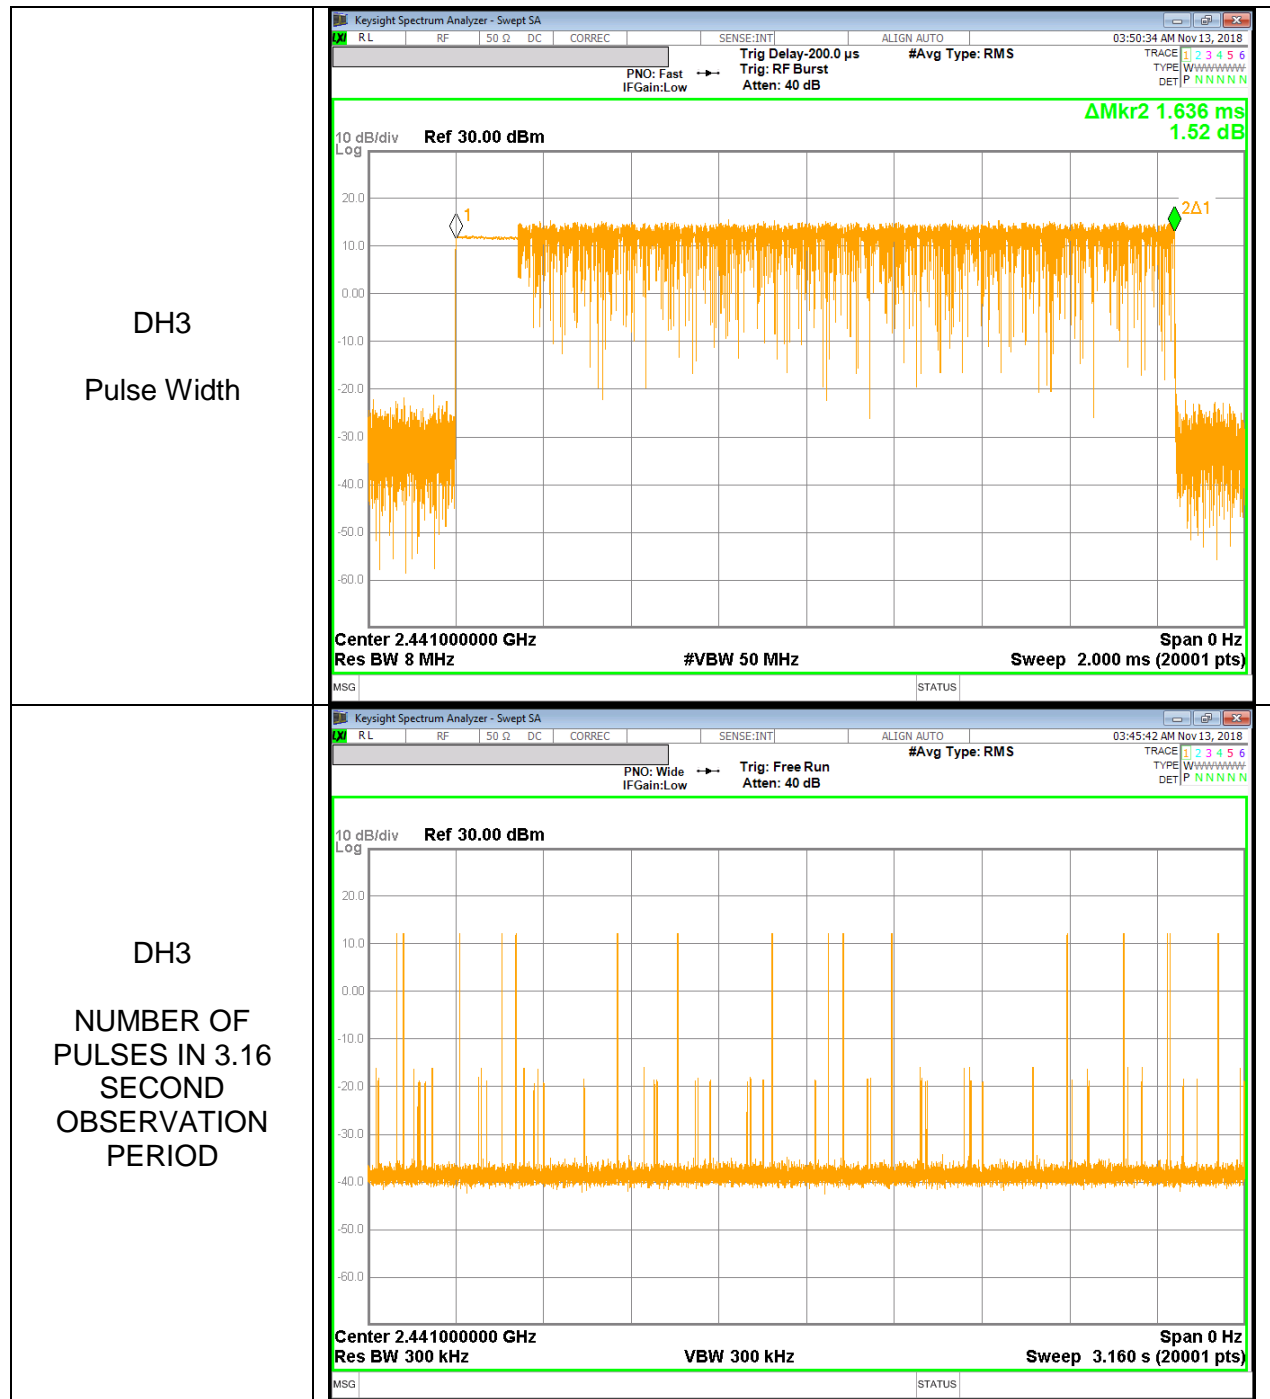 DH3
Pulse Width
Keysight Spectrum Analyzer - Swept SA
LXI RL RF 50 Ω DC CORREC SENSE:INT ALIGN AUTO 03:50:34 AM Nov 13, 2018
PNO: Fast
IFGain:Low
Trig Delay-200.0 µs
Trig: RF Burst
Atten: 40 dB
#Avg Type: RMS
TRACE 1 2 3 4 5 6
TYPE WWWWWW
DET P N N N N N
ΔMkr2 1.636 ms
1.52 dB
10 dB/div Ref 30.00 dBm
Log
20.0
10.0
0.00
-10.0
-20.0
-30.0
-40.0
-50.0
-60.0
1
2Δ1
Center 2.441000000 GHz Span 0 Hz
Res BW 8 MHz #VBW 50 MHz Sweep 2.000 ms (20001 pts)
MSG STATUS
DH3
NUMBER OF
PULSES IN 3.16
SECOND
OBSERVATION
PERIOD
Keysight Spectrum Analyzer - Swept SA
LXI RL RF 50 Ω DC CORREC SENSE:INT ALIGN AUTO 03:45:42 AM Nov 13, 2018
PNO: Wide
IFGain:Low
Trig: Free Run
Atten: 40 dB
#Avg Type: RMS
TRACE 1 2 3 4 5 6
TYPE WWWWWW
DET P N N N N N
10 dB/div Ref 30.00 dBm
Log
20.0
10.0
0.00
-10.0
-20.0
-30.0
-40.0
-50.0
-60.0
Center 2.441000000 GHz Span 0 Hz
Res BW 300 kHz VBW 300 kHz Sweep 3.160 s (20001 pts)
MSG STATUS